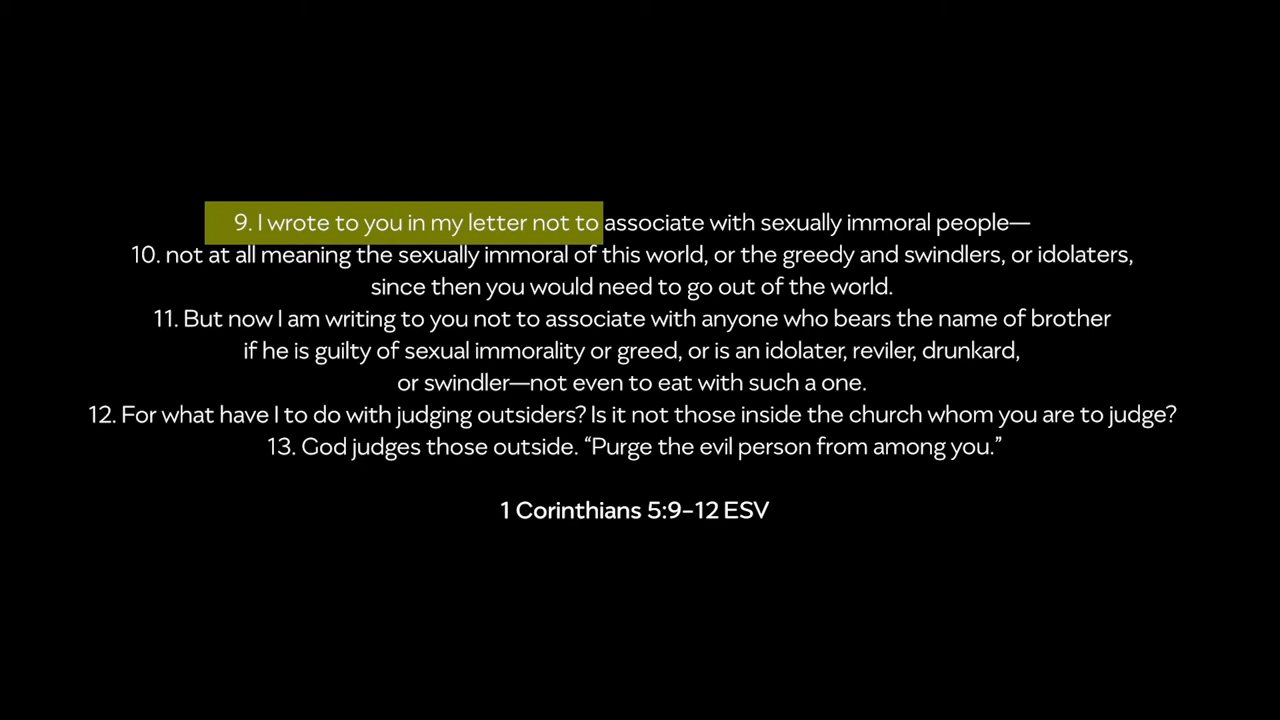 9. I wrote to you in my letter not to associate with sexually immoral people—
10. not at all meaning the sexually immoral of this world, or the greedy and swindlers, or idolaters,
since then you would need to go out of the world.
11. But now I am writing to you not to associate with anyone who bears the name of brother
if he is guilty of sexual immorality or greed, or is an idolater, reviler, drunkard,
or swindler—not even to eat with such a one.
12. For what have I to do with judging outsiders? Is it not those inside the church whom you are to judge?
13. God judges those outside. “Purge the evil person from among you.”
1 Corinthians 5:9–12 ESV